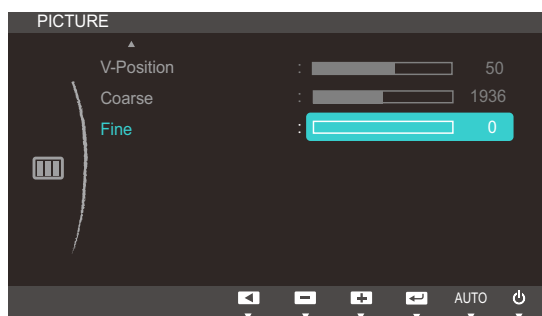 PICTURE
V-Position : 50
Coarse : 1936
Fine : 0
AUTO